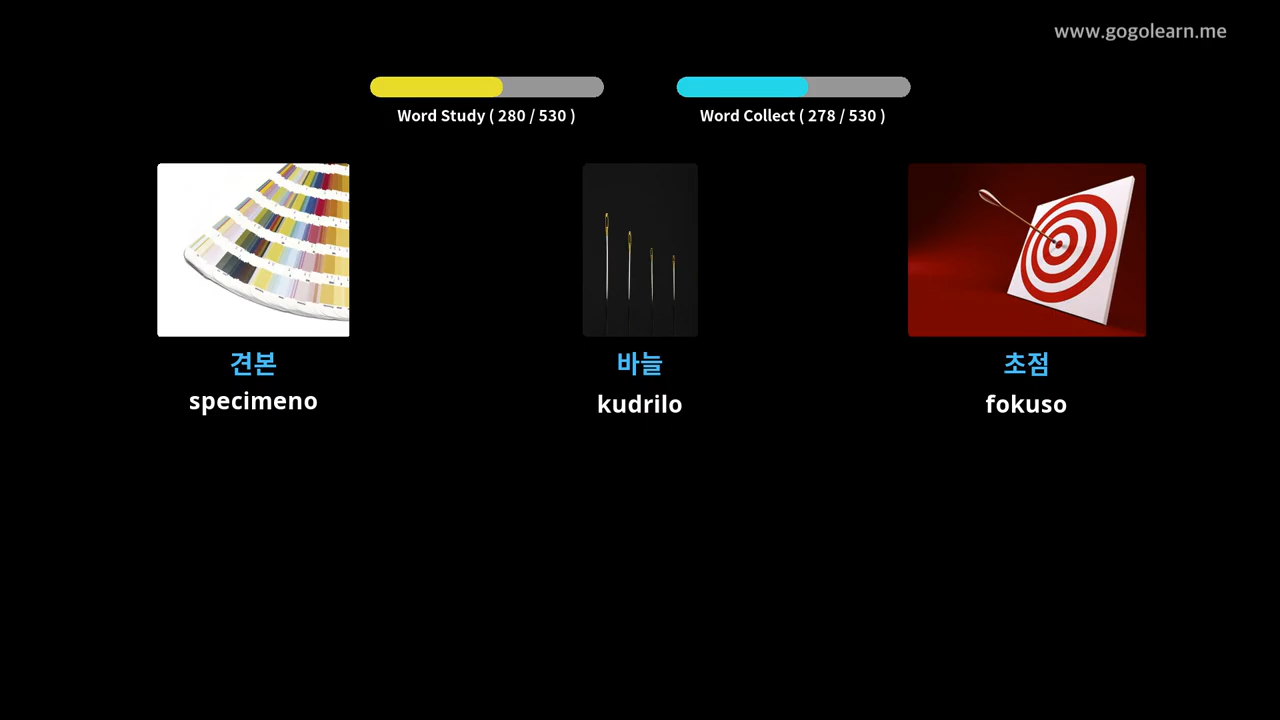 www.gogolearn.me
Word Study ( 280 / 530 )
Word Collect ( 278 / 530 )
견본
바늘
초점
specimeno
kudrilo
fokuso